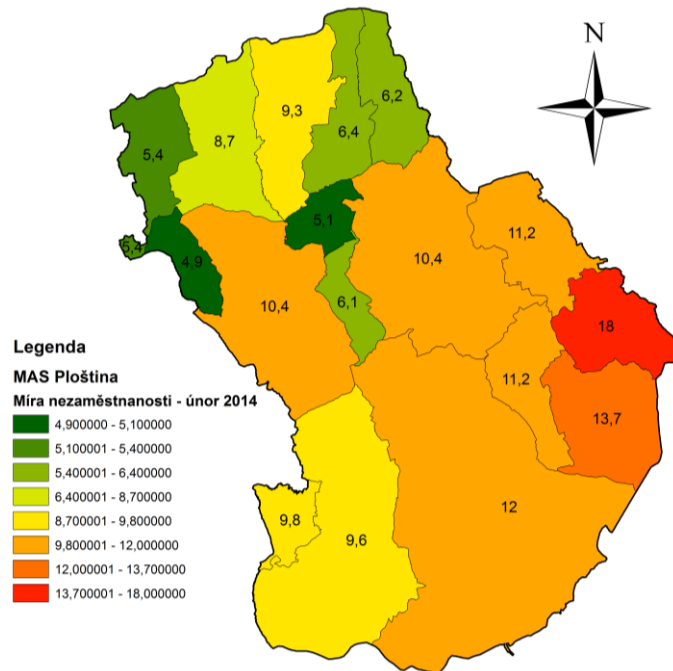 N
6,2
9,3
6,4
8,7
5,4
5,1
11,2
5,4
4,9
10,4
10,4
6,1
18
11,2
13,7
12
9,8
9,6
Legenda
MAS Ploština
Míra nezaměstnanosti - únor 2014
4,900000 - 5,100000
5,100001 - 5,400000
5,400001 - 6,400000
6,400001 - 8,700000
8,700001 - 9,800000
9,800001 - 12,000000
12,000001 - 13,700000
13,700001 - 18,000000